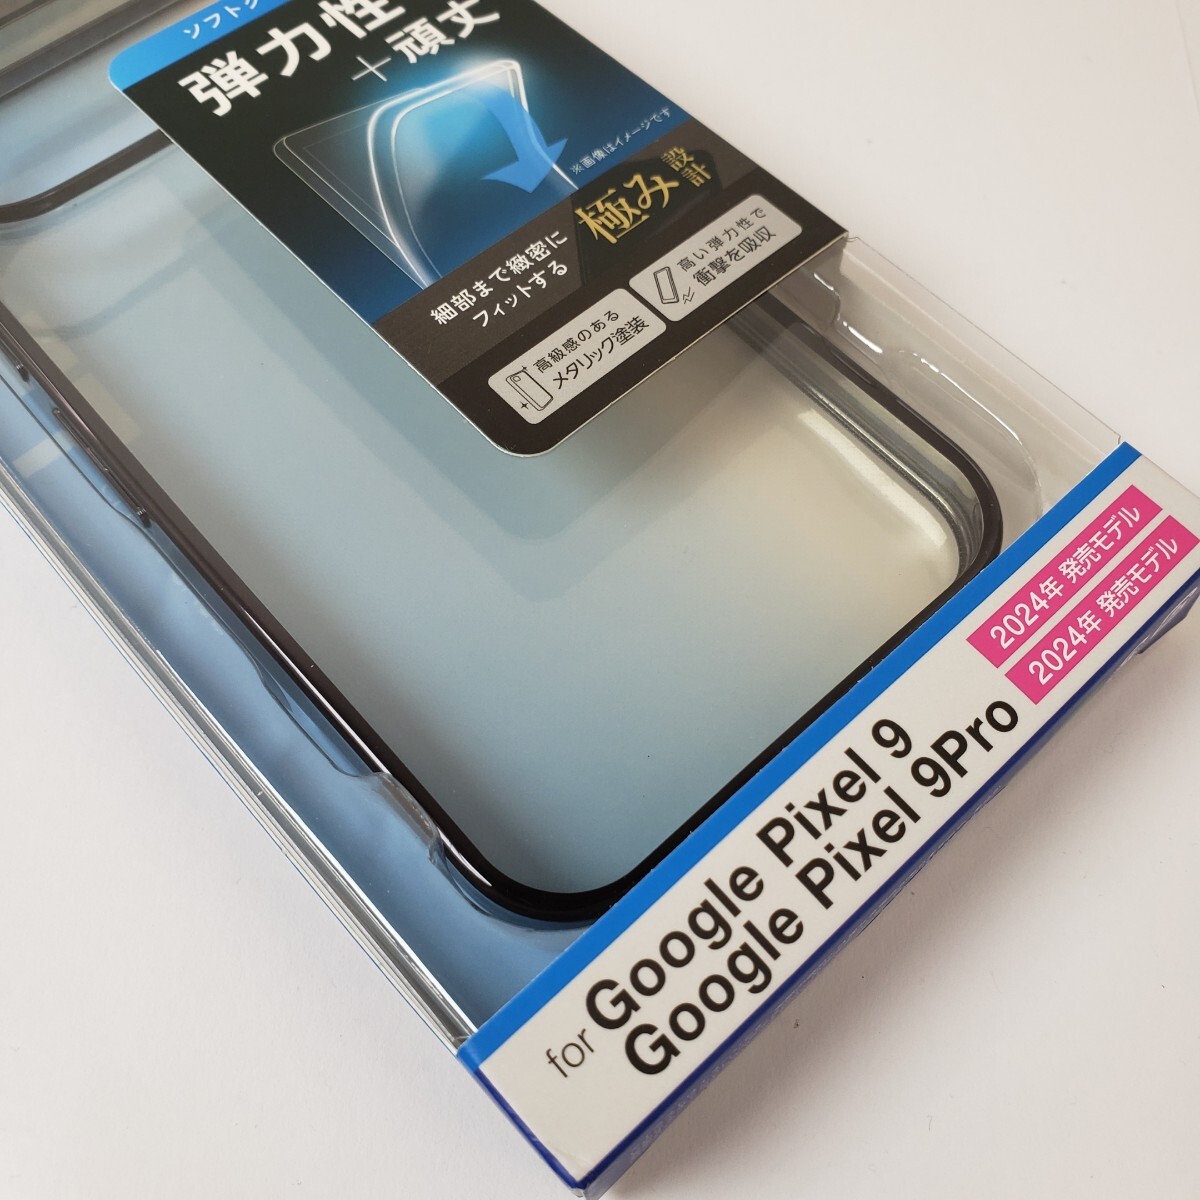 ソフトク
弾力性
+頑丈
※画像はイメージです
極み設計
細部まで緻密に
フィットする
高い弾力性で
衝撃を吸収
高級感のある
メタリック塗装
2024年 発売モデル
2024年 発売モデル
for Google Pixel 9
Google Pixel 9Pro